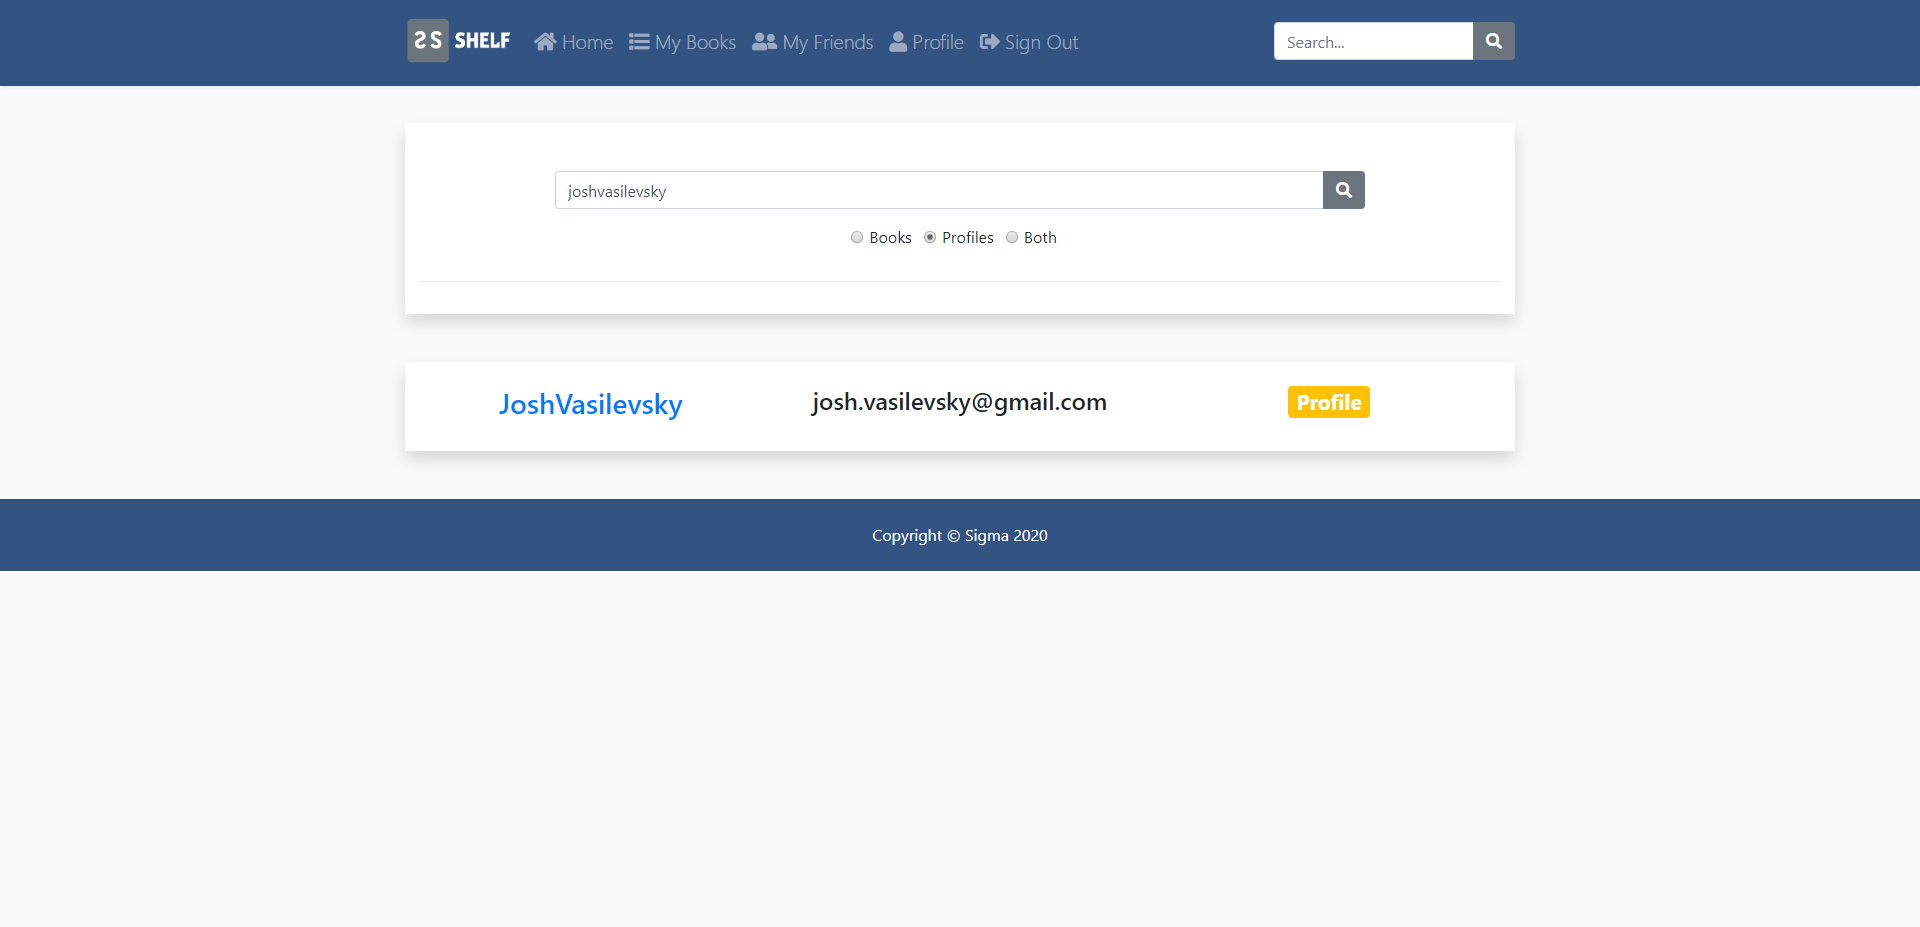 SS SHELF Home My Books My Friends Profile Sign Out Search...
joshvasilevsky
Books Profiles Both
JoshVasilevsky josh.vasilevsky@gmail.com Profile
Copyright © Sigma 2020